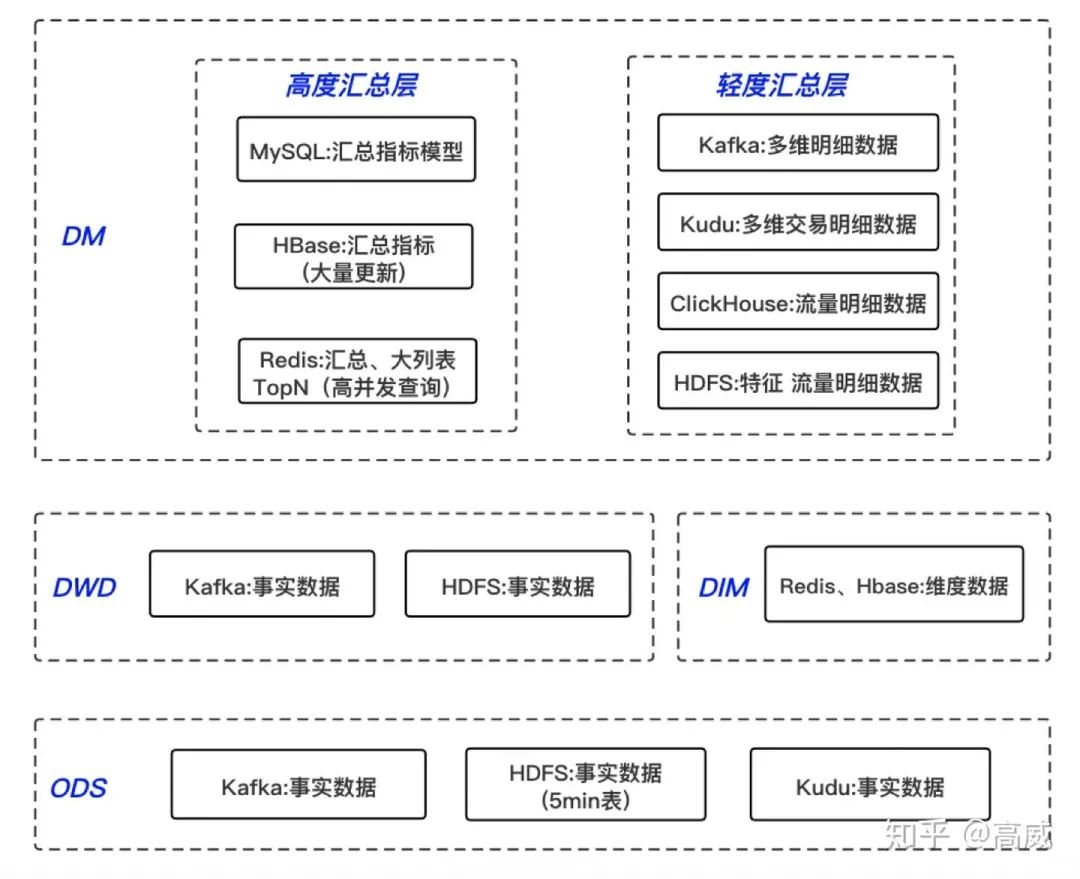 高度汇总层
MySQL:汇总指标模型
HBase:汇总指标
(大量更新)
Redis:汇总、大列表
TopN（高并发查询）
轻度汇总层
Kafka:多维明细数据
Kudu:多维交易明细数据
ClickHouse:流量明细数据
HDFS:特征 流量明细数据
DM
DWD
Kafka:事实数据
HDFS:事实数据
DIM
Redis、Hbase:维度数据
ODS
Kafka:事实数据
HDFS:事实数据
(5min表)
Kudu:事实数据
知乎 @高威